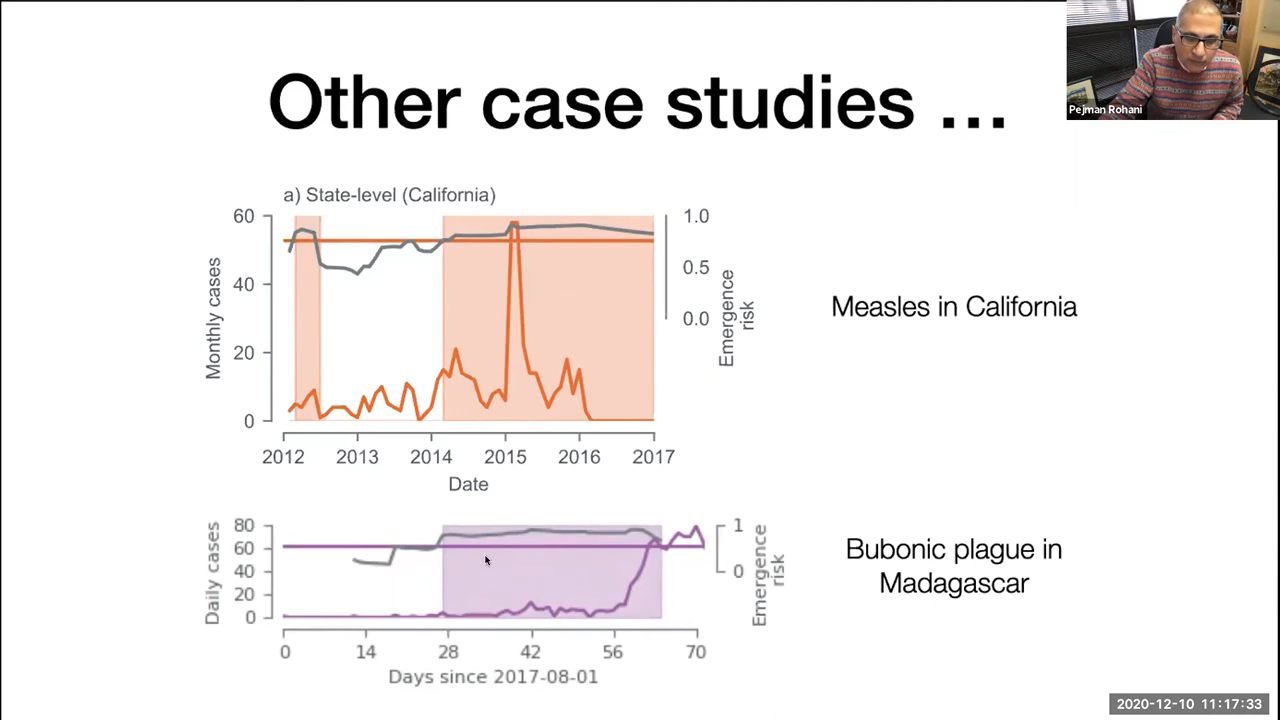 Other case studies ...
Pejman Rohani
a) State-level (California)
60
40
20
0
Monthly cases
1.0
0.5
0.0
Emergence
risk
2012 2013 2014 2015 2016 2017
Date
Measles in California
80
60
40
20
0
Daily cases
1
0
Emergence
risk
0 14 28 42 56 70
Days since 2017-08-01
Bubonic plague in
Madagascar
2020-12-10 11:17:33